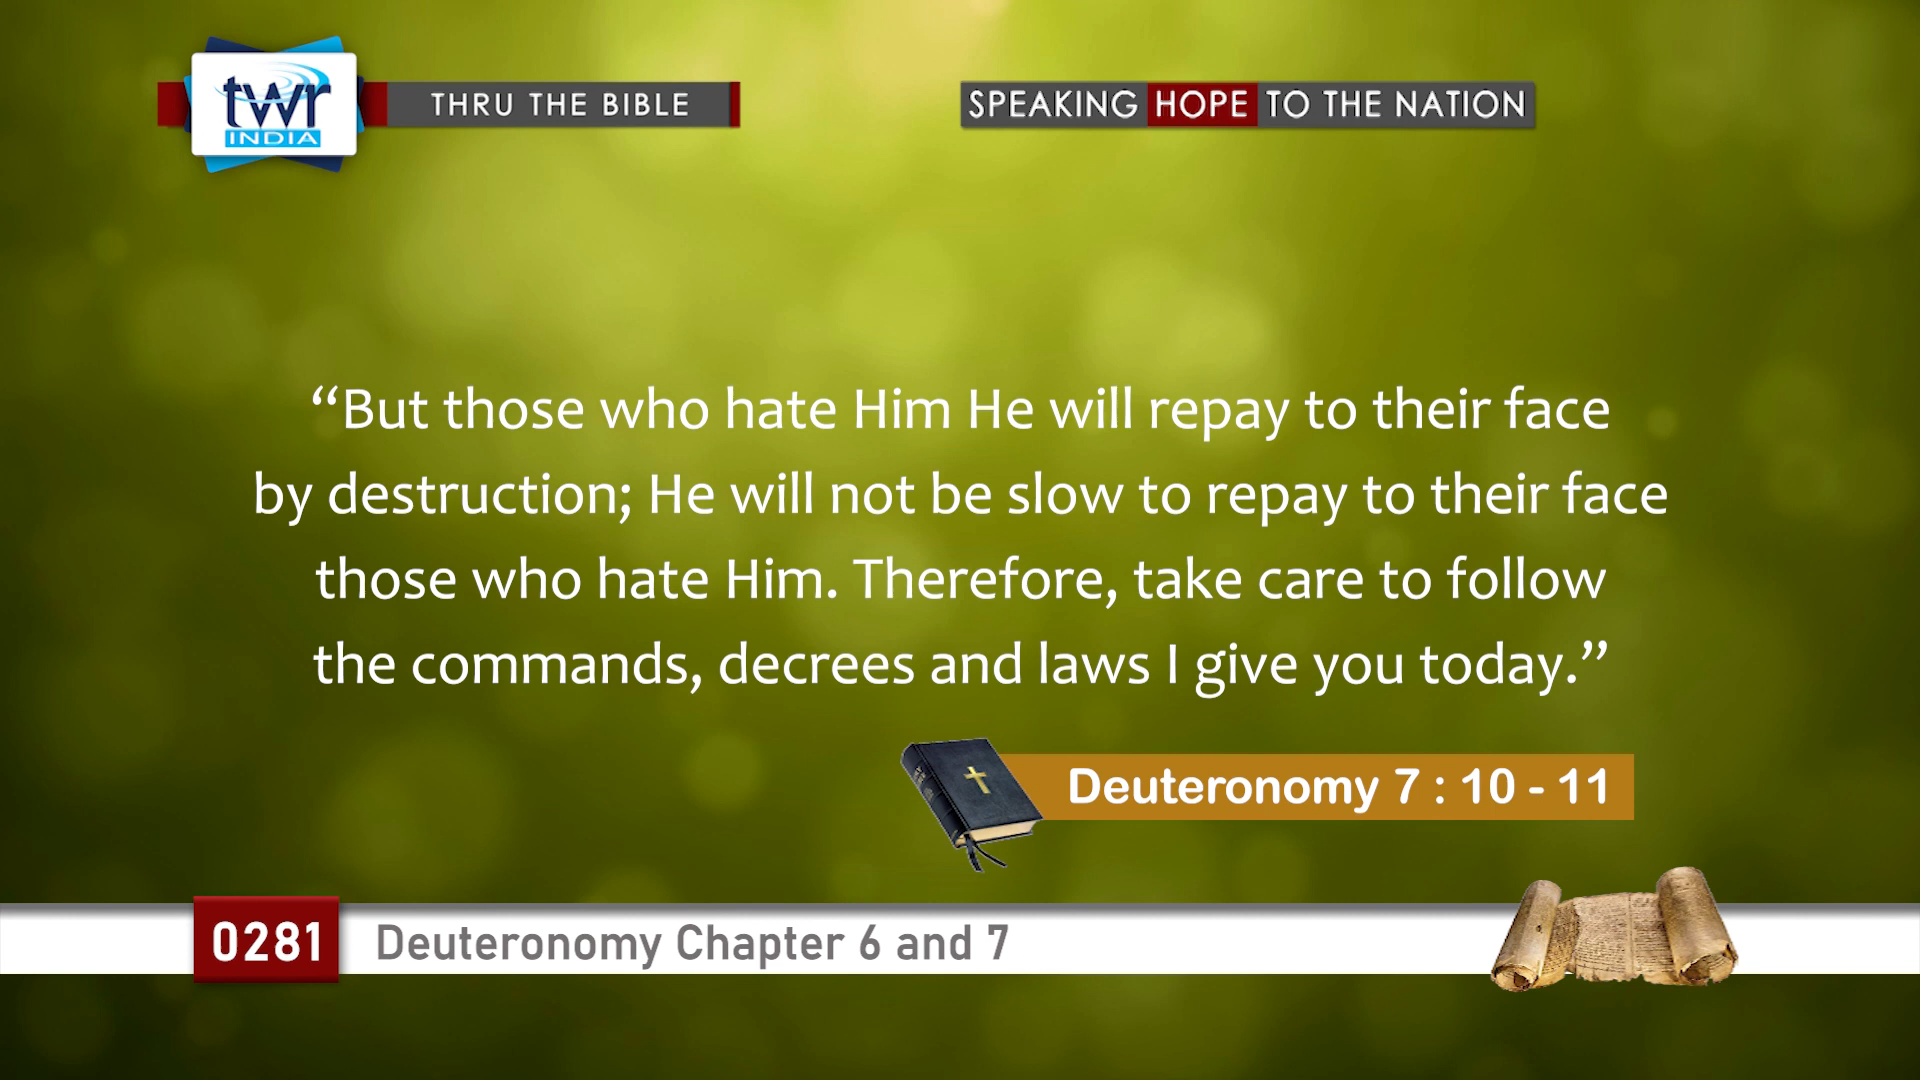 twr
INDIA
THRU THE BIBLE
SPEAKING HOPE TO THE NATION
“But those who hate Him He will repay to their face
by destruction; He will not be slow to repay to their face
those who hate Him. Therefore, take care to follow
the commands, decrees and laws I give you today.”
Deuteronomy 7 : 10 - 11
0281 Deuteronomy Chapter 6 and 7